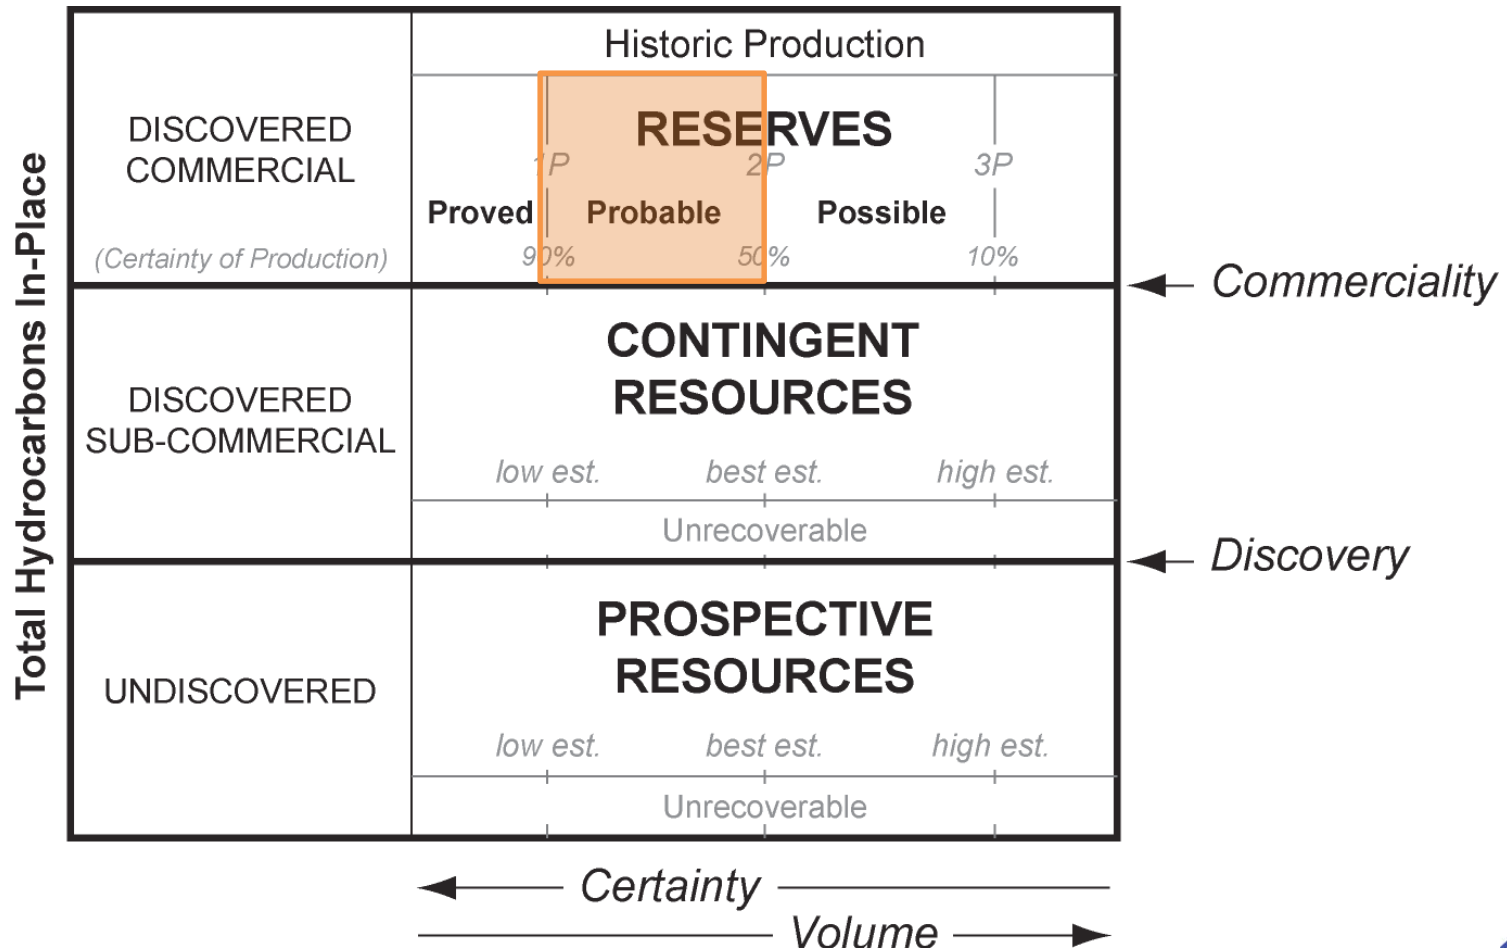 Total Hydrocarbons In-Place
Historic Production
DISCOVERED
COMMERCIAL
(Certainty of Production)
RESERVES
1P 2P 3P
Proved Probable Possible
90% 50% 10%
Commerciality
DISCOVERED
SUB-COMMERCIAL
CONTINGENT
RESOURCES
low est. best est. high est.
Unrecoverable
Discovery
UNDISCOVERED
PROSPECTIVE
RESOURCES
low est. best est. high est.
Unrecoverable
Certainty
Volume